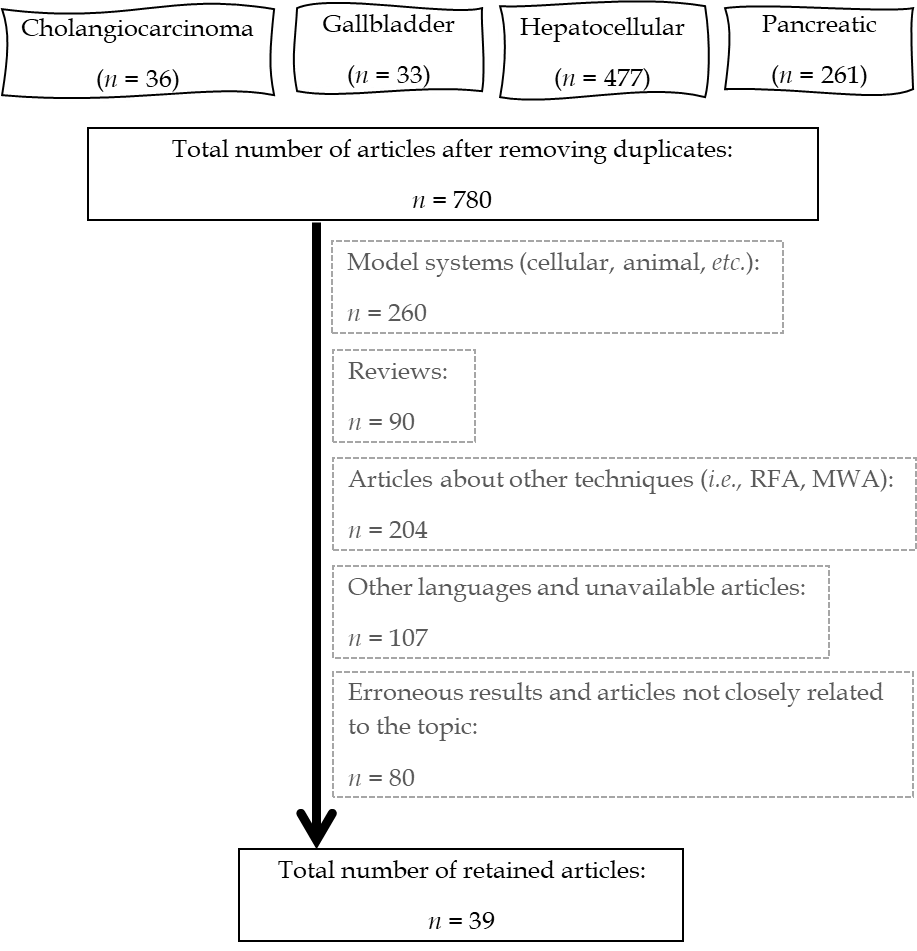 Cholangiocarcinoma
(n = 36)
Gallbladder
(n = 33)
Hepatocellular
(n = 477)
Pancreatic
(n = 261)
Total number of articles after removing duplicates:
n = 780
Model systems (cellular, animal, etc.):
n = 260
Reviews:
n = 90
Articles about other techniques (i.e., RFA, MWA):
n = 204
Other languages and unavailable articles:
n = 107
Erroneous results and articles not closely related
to the topic:
n = 80
Total number of retained articles:
n = 39